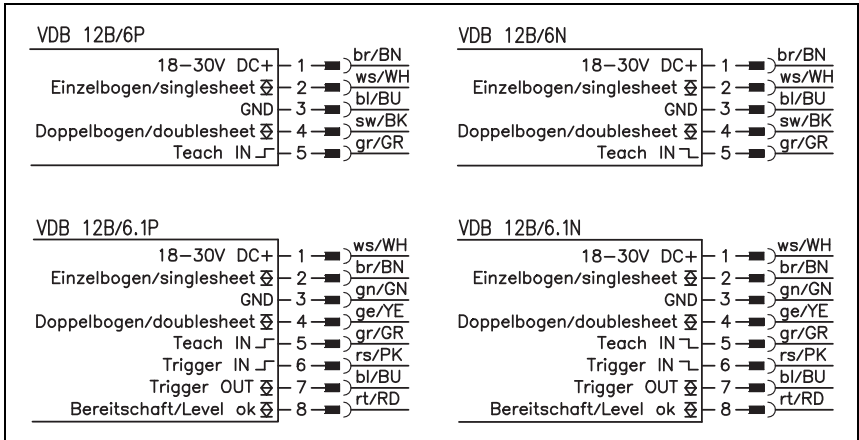 VDB 12B/6P
18-30V DC+ 1 br/BN
Einzelbogen/singlesheet 2 ws/WH
GND 3 bl/BU
Doppelbogen/doublesheet 4 sw/BK
Teach IN 5 gr/GR
VDB 12B/6N
18-30V DC+ 1 br/BN
Einzelbogen/singlesheet 2 ws/WH
GND 3 bl/BU
Doppelbogen/doublesheet 4 sw/BK
Teach IN 5 gr/GR
VDB 12B/6.1P
18-30V DC+ 1 ws/WH
Einzelbogen/singlesheet 2 br/BN
GND 3 gn/GN
Doppelbogen/doublesheet 4 ge/YE
Teach IN 5 gr/GR
Trigger IN 6 rs/PK
Trigger OUT 7 bl/BU
Bereitschaft/Level ok 8 rt/RD
VDB 12B/6.1N
18-30V DC+ 1 ws/WH
Einzelbogen/singlesheet 2 br/BN
GND 3 gn/GN
Doppelbogen/doublesheet 4 ge/YE
Teach IN 5 gr/GR
Trigger IN 6 rs/PK
Trigger OUT 7 bl/BU
Bereitschaft/Level ok 8 rt/RD